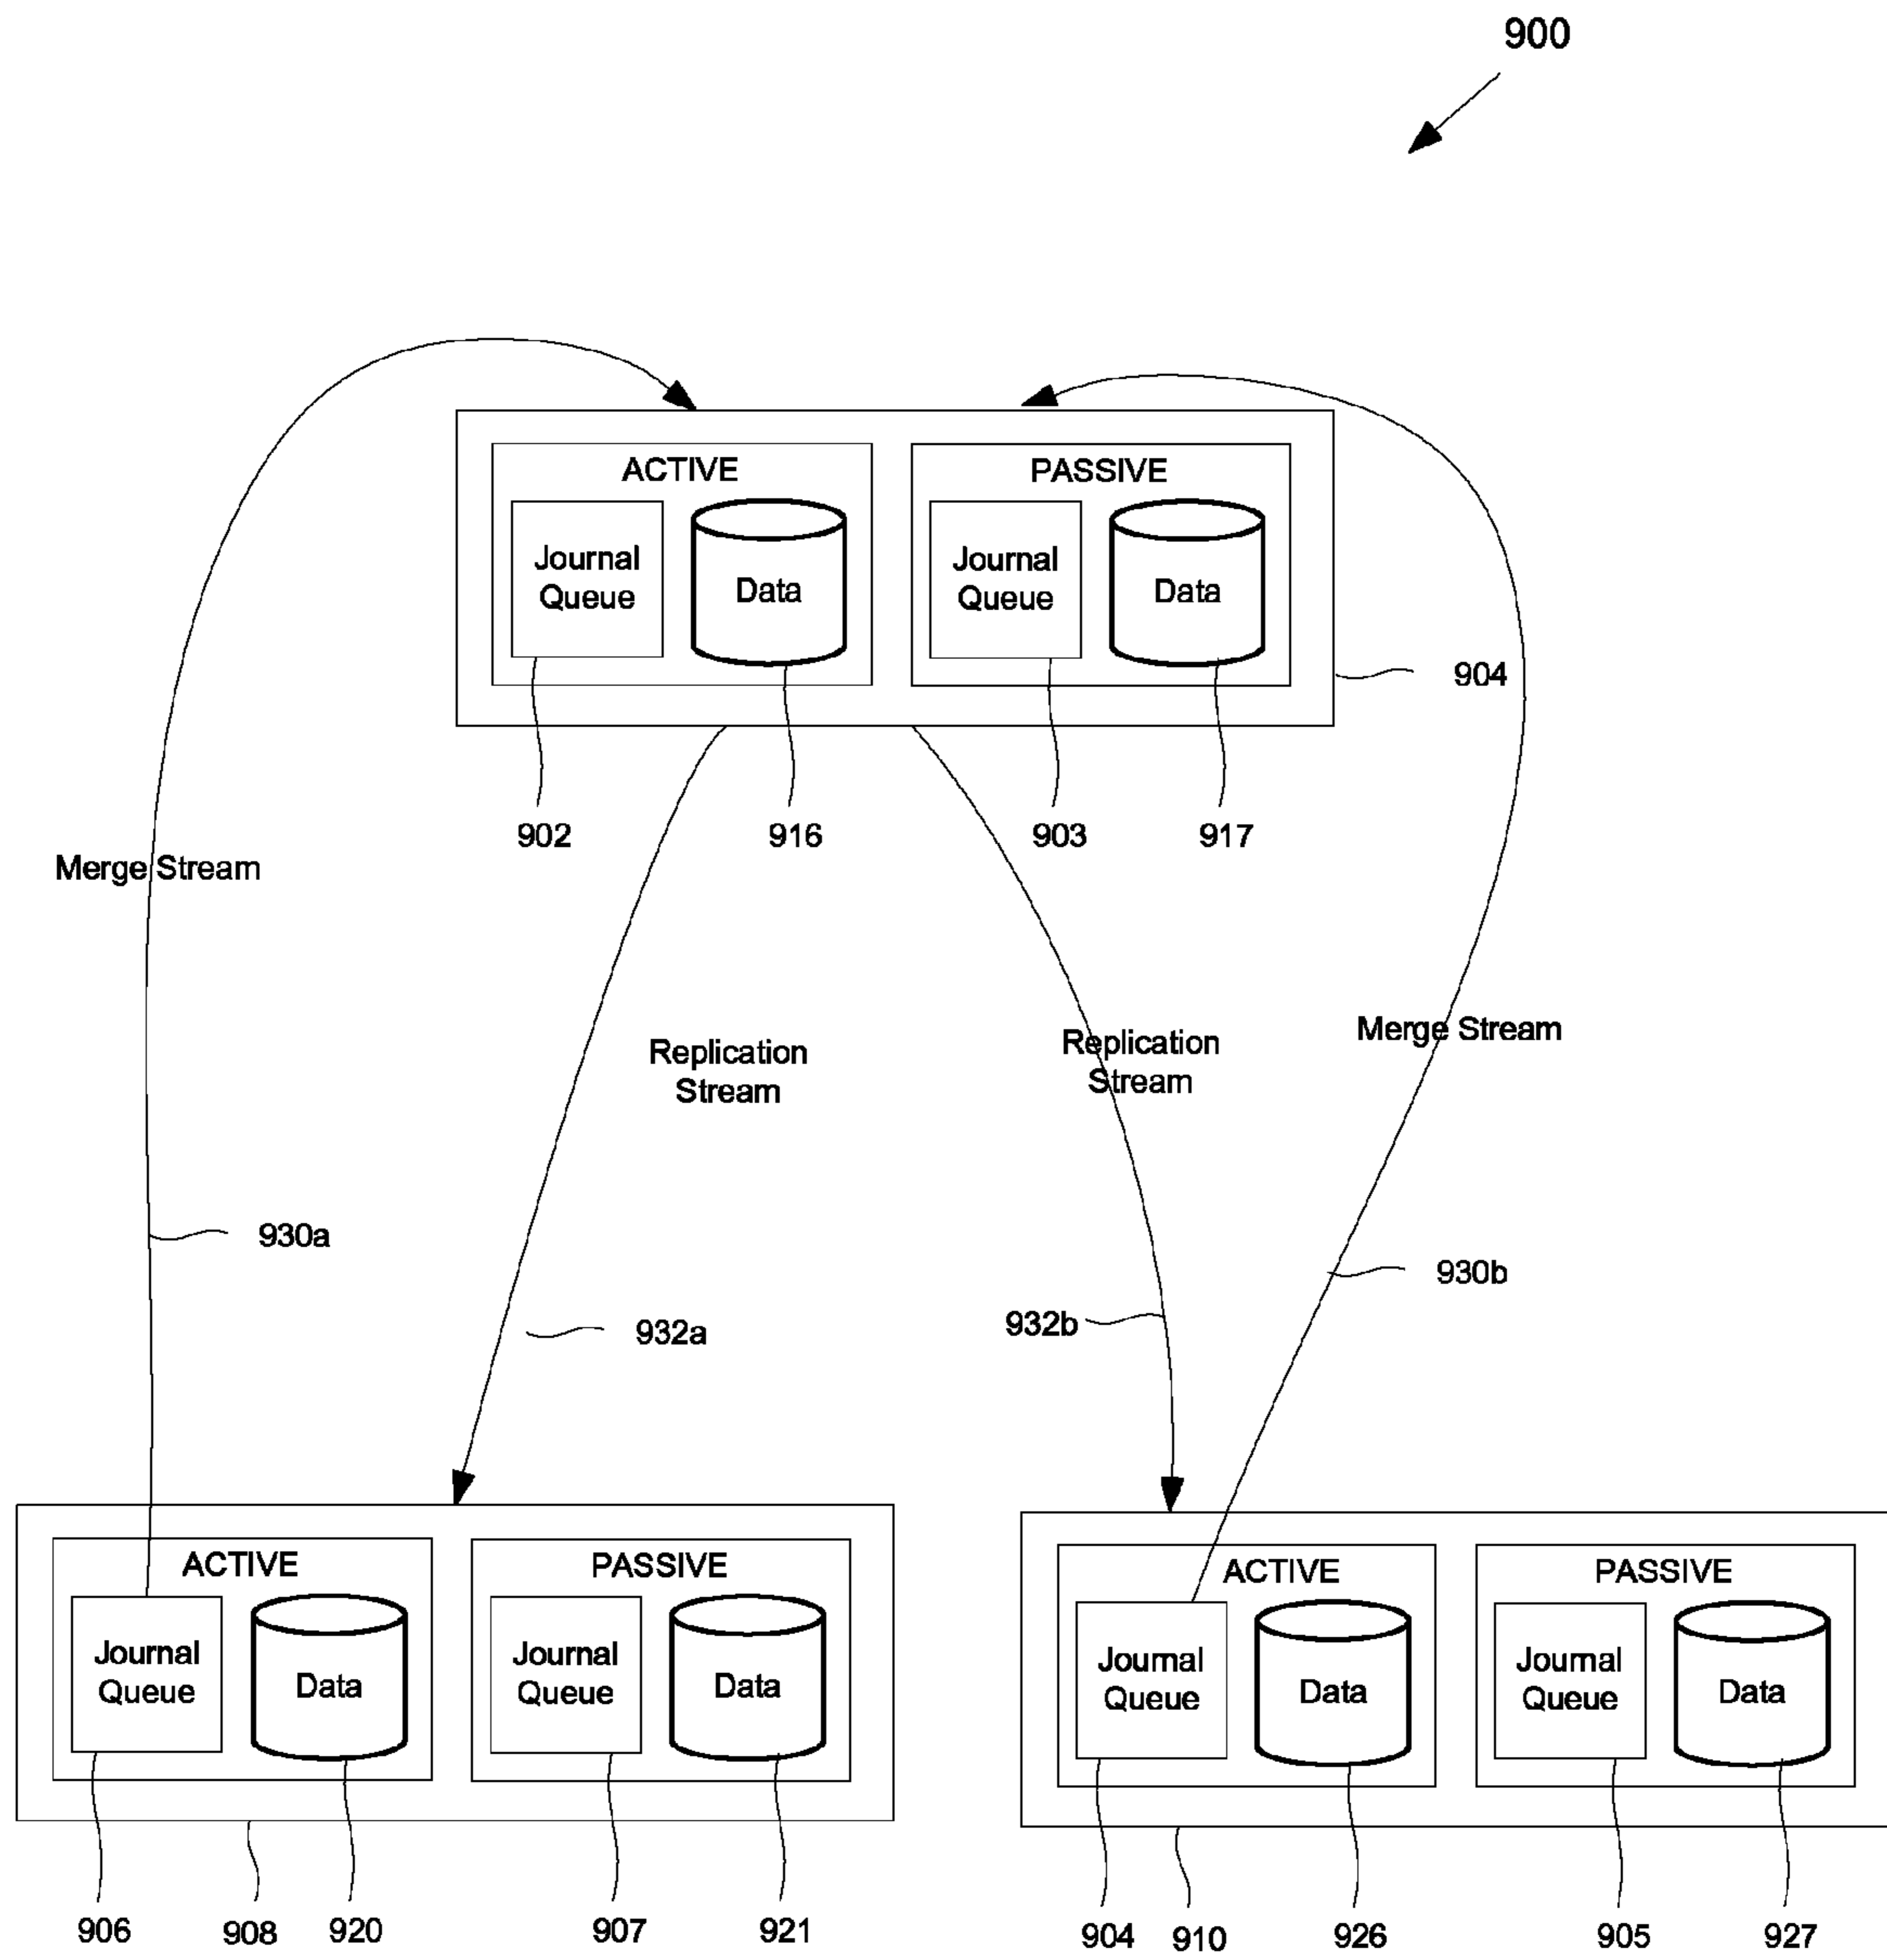 900
ACTIVE
PASSIVE
Journal
Queue
Data
Journal
Queue
Data
904
902
916
903
917
Merge Stream
Replication
Stream
Replication
Stream
Merge Stream
930a
930b
932a
932b
ACTIVE
PASSIVE
Journal
Queue
Data
Journal
Queue
Data
ACTIVE
PASSIVE
Journal
Queue
Data
Journal
Queue
Data
906
908
920
907
921
904
910
926
905
927